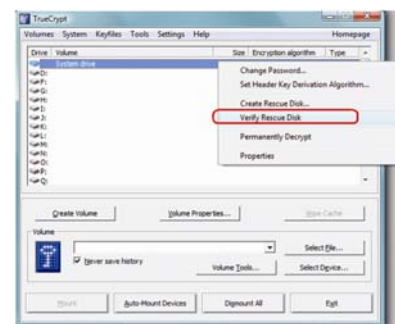 TrueCrypt
Volumes System Keyfiles Tools Settings Help Homepage
Drive Volume Size Encryption algorithm Type
System drive
D:
F:
G:
H:
I:
J:
K:
L:
M:
N:
O:
P:
Q:
Change Password...
Set Header Key Derivation Algorithm...
Create Rescue Disk...
Verify Rescue Disk
Permanently Decrypt
Properties
Create Volume Volume Properties... Wipe Cache
Volume
Never save history
Select File...
Volume Tools... Select Device...
Mount Auto-Mount Devices Dismount All Exit